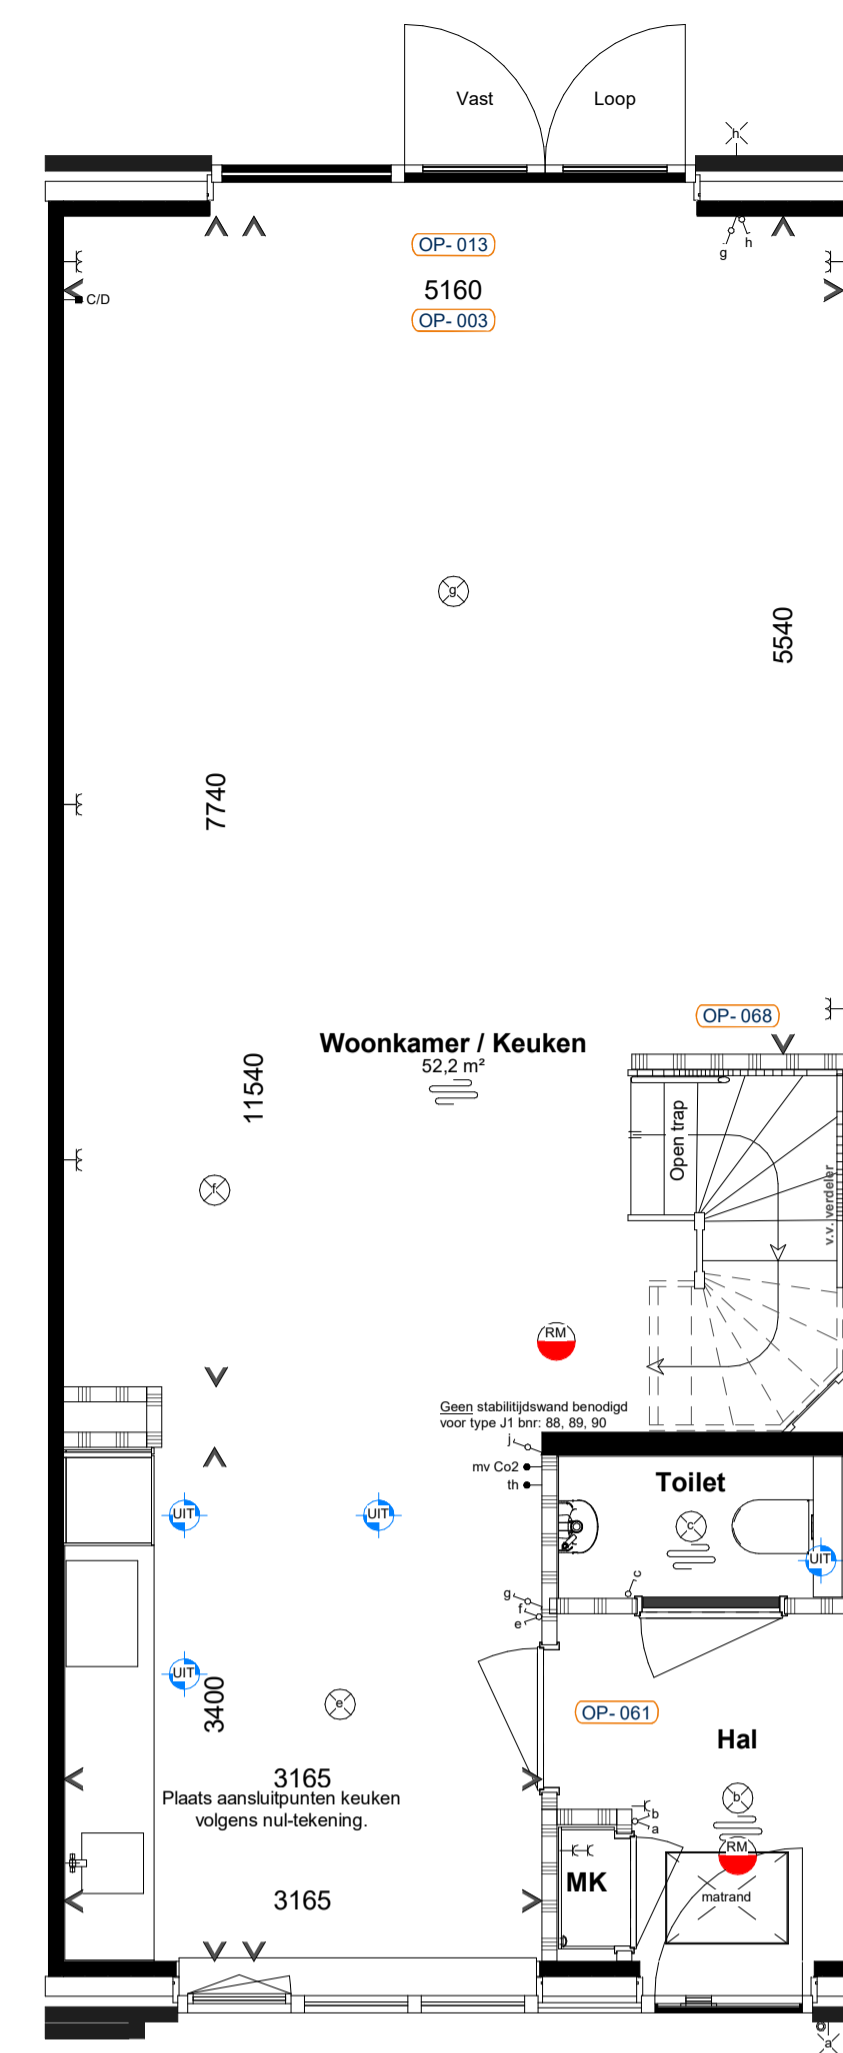 Vast
Loop
h
OP- 013
g
h
5160
C/D
OP- 003
g
5540
7740
OP- 068
Woonkamer / Keuken
52,2 m²
11540
Open trap
v.v. verdeler
f
RM
Geen stabilitijdswand benodigd
voor type J1 bnr: 88, 89, 90
j
mv Co2
th
Toilet
UIT
UIT
c
UIT
c
g
f
e
UIT
3400
e
OP- 061
Hal
3165
Plaats aansluitpunten keuken
volgens nul-tekening.
b
b
a
RM
MK
matrand
3165
a